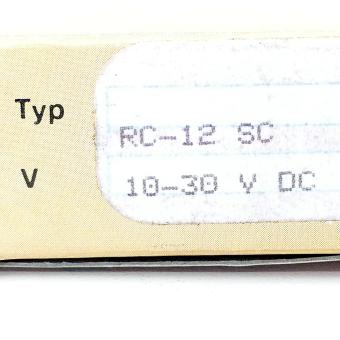 Typ RC-12 SC
V 10-30 V DC